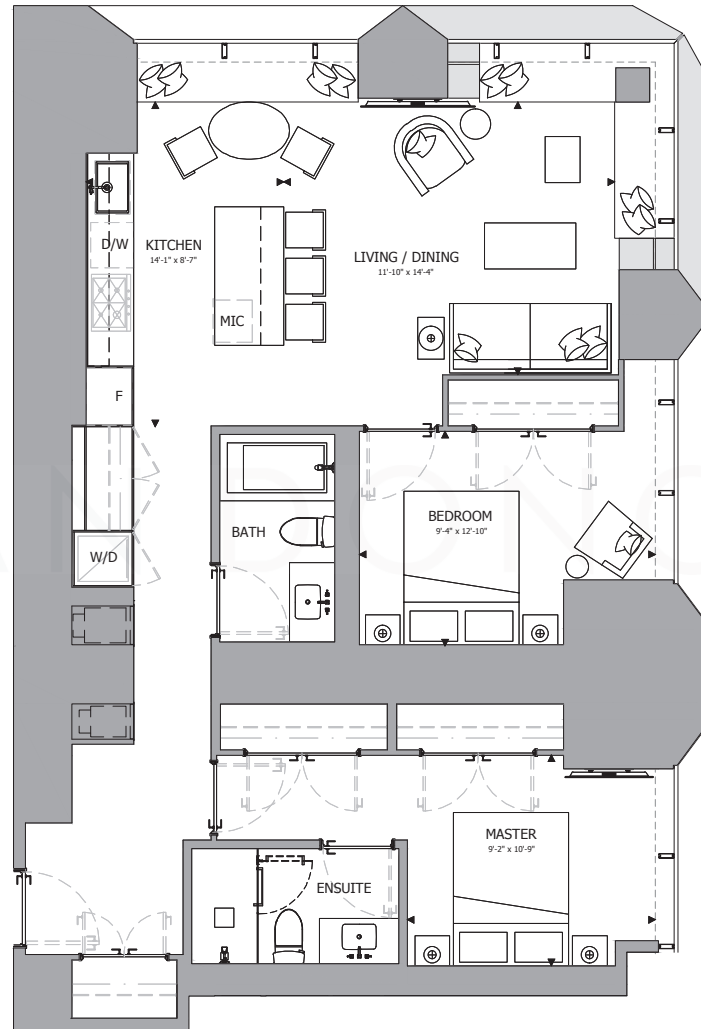 D/W
KITCHEN
14'-1" x 8'-7"
LIVING / DINING
11'-10" x 14'-4"
MIC
F
BATH
BEDROOM
9'-4" x 12'-10"
W/D
MASTER
9'-2" x 10'-9"
ENSUITE